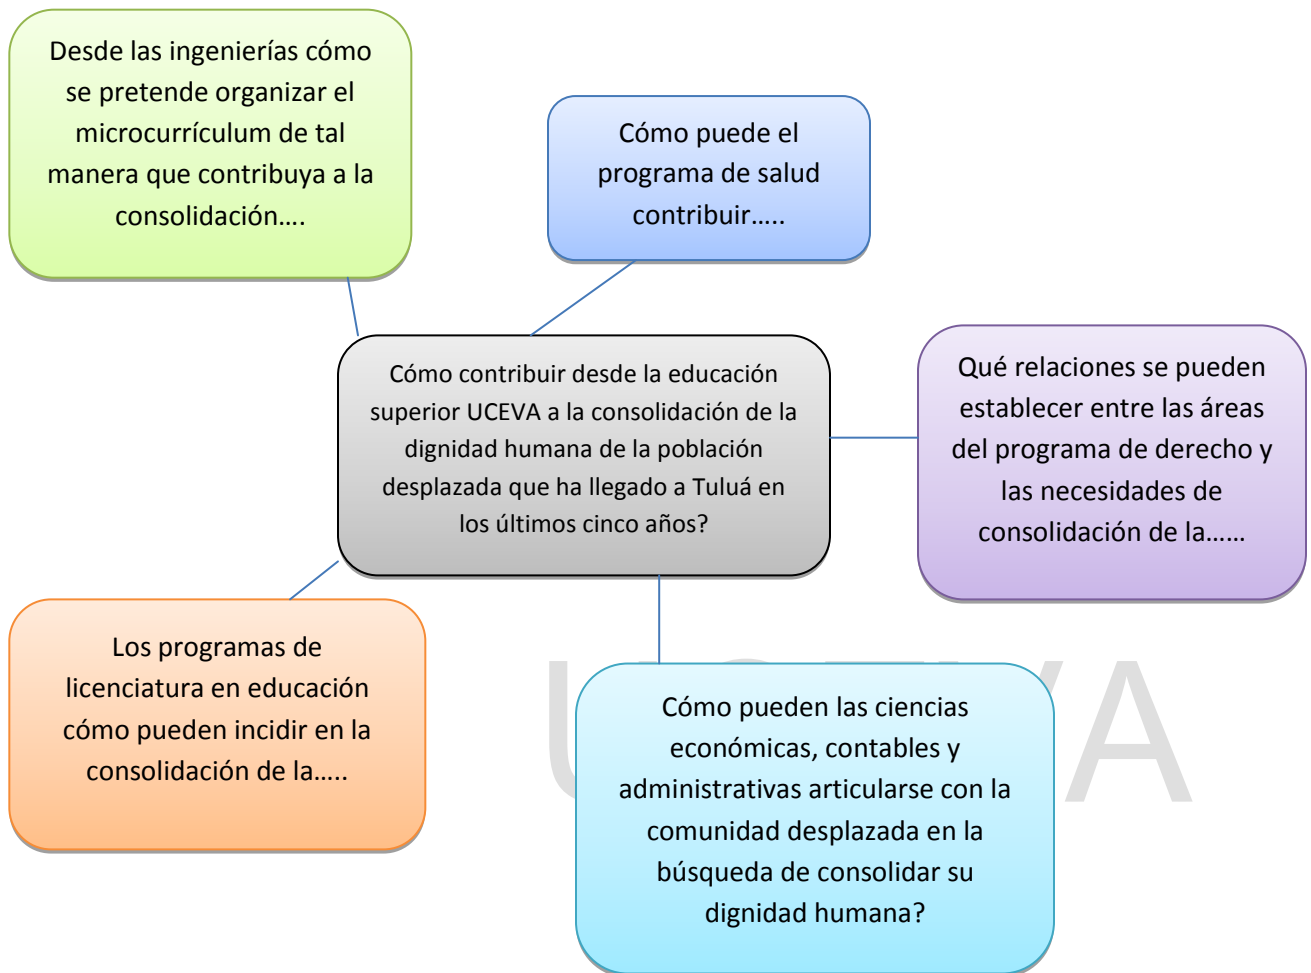 Desde las ingenierías cómo
se pretende organizar el
microcurrículum de tal
manera que contribuya a la
consolidación….
Cómo puede el
programa de salud
contribuir…..
Cómo contribuir desde la educación
superior UCEVA a la consolidación de la
dignidad humana de la población
desplazada que ha llegado a Tuluá en
los últimos cinco años?
Qué relaciones se pueden
establecer entre las áreas
del programa de derecho y
las necesidades de
consolidación de la……
Los programas de
licenciatura en educación
cómo pueden incidir en la
consolidación de la…..
Cómo pueden las ciencias
económicas, contables y
administrativas articularse con la
comunidad desplazada en la
búsqueda de consolidar su
dignidad humana?
UCEVA